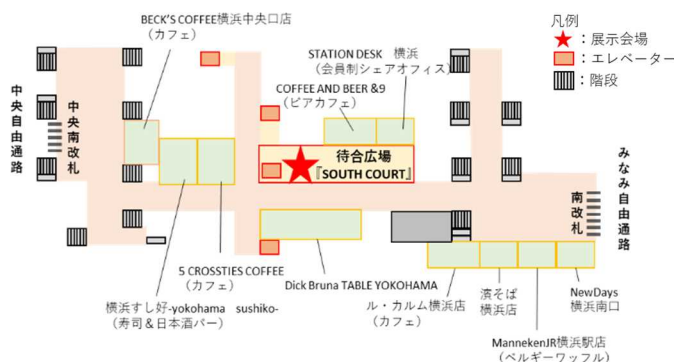 BECK'S COFFEE横浜中央口店
（カフェ）
STATION DESK 横浜
（会員制シェアオフィス）
COFFEE AND BEER &9
（ビアカフェ）
凡例
：展示会場
：エレベーター
：階段
中央自由通路
中央南改札
待合広場
『SOUTH COURT』
みなみ自由通路
南改札
5 CROSSTIES COFFEE
（カフェ）
Dick Bruna TABLE YOKOHAMA
横浜すし好-yokohama sushiko-
（寿司＆日本酒バー）
ル・カルム横浜店
（カフェ）
濱そば
横浜店
NewDays
横浜南口
MannekenJR横浜駅店
（ベルギーワッフル）